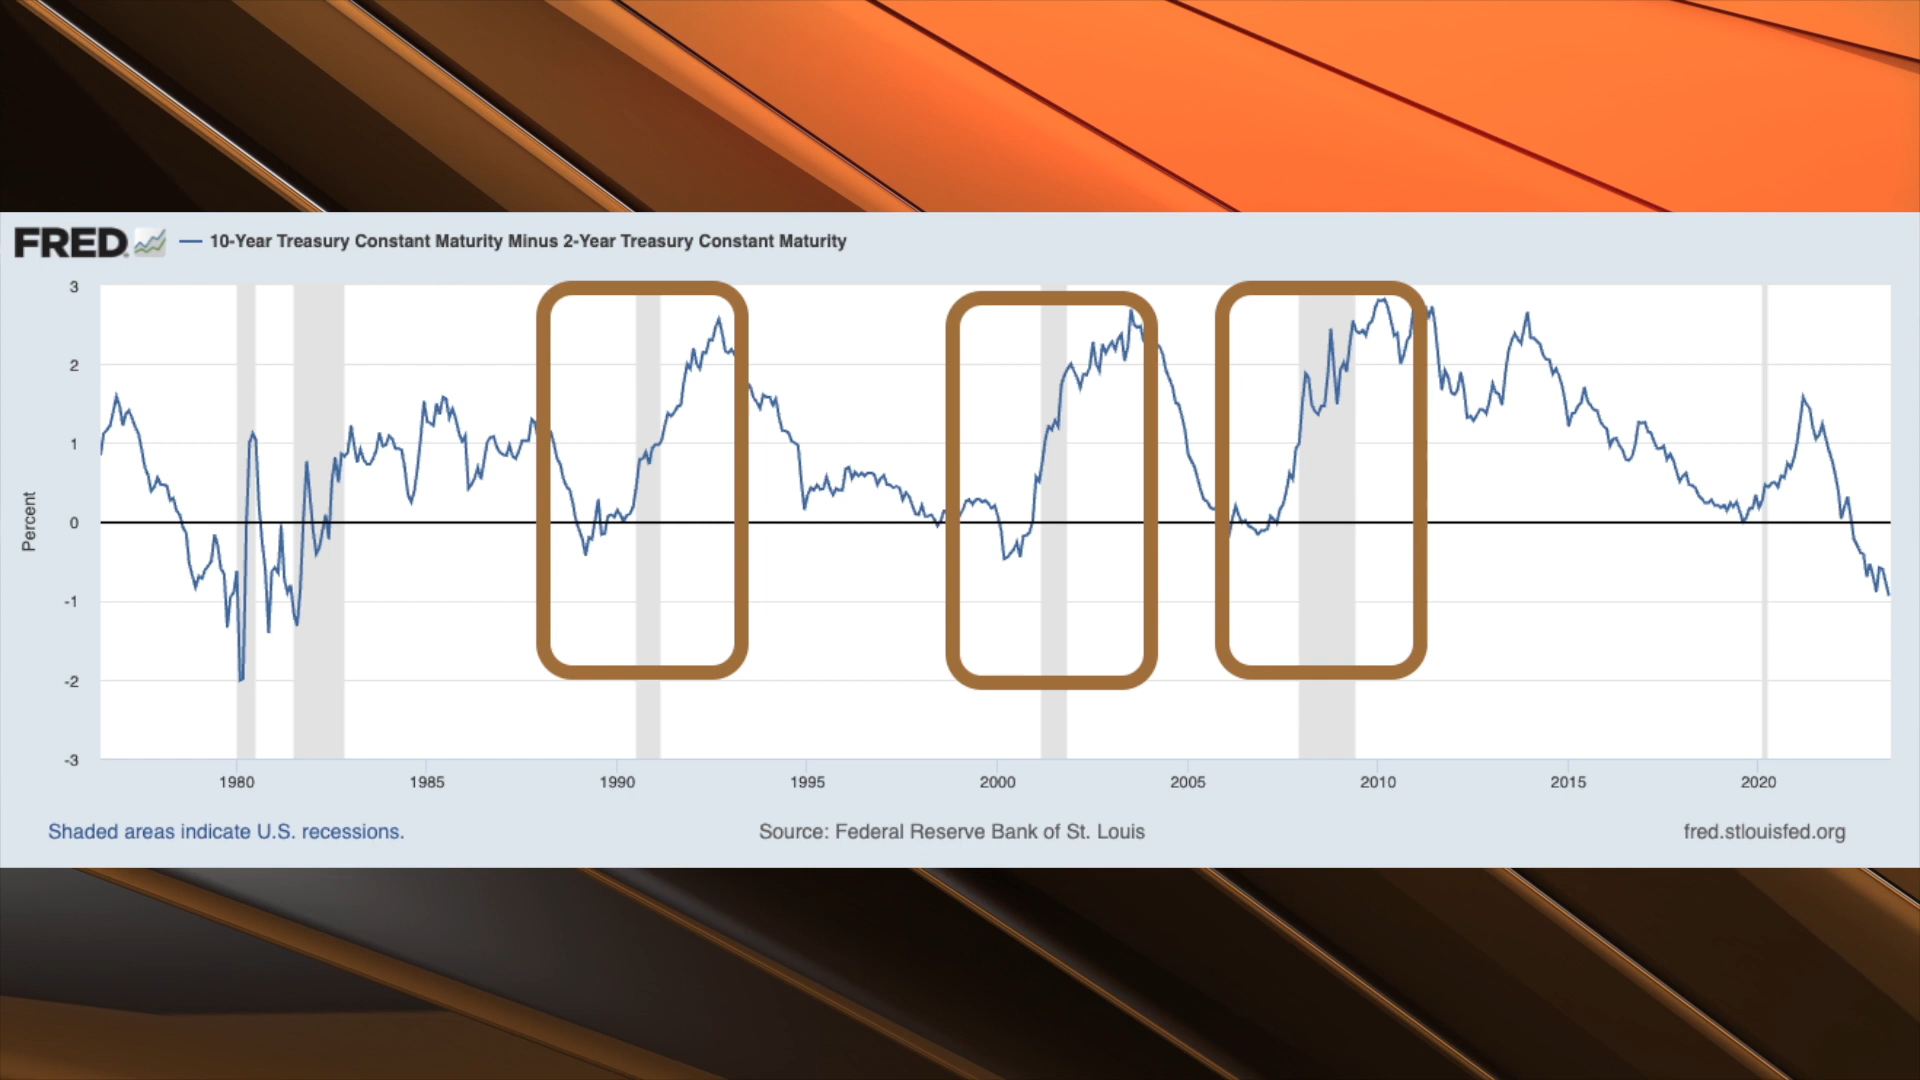 FRED
10-Year Treasury Constant Maturity Minus 2-Year Treasury Constant Maturity
3
2
1
0
-1
-2
-3
Percent
1980 1985 1990 1995 2000 2005 2010 2015 2020
Shaded areas indicate U.S. recessions.
Source: Federal Reserve Bank of St. Louis
fred.stlouisfed.org